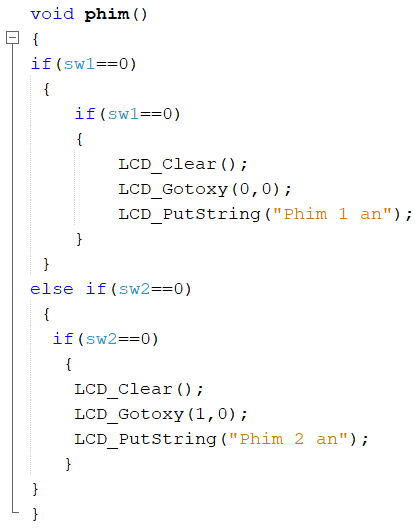 void phim()
{
if(sw1==0)
{
if(sw1==0)
{
LCD_Clear();
LCD_Gotoxy(0,0);
LCD_PutString("Phim 1 an");
}
}
else if(sw2==0)
{
if(sw2==0)
{
LCD_Clear();
LCD_Gotoxy(1,0);
LCD_PutString("Phim 2 an");
}
}
}